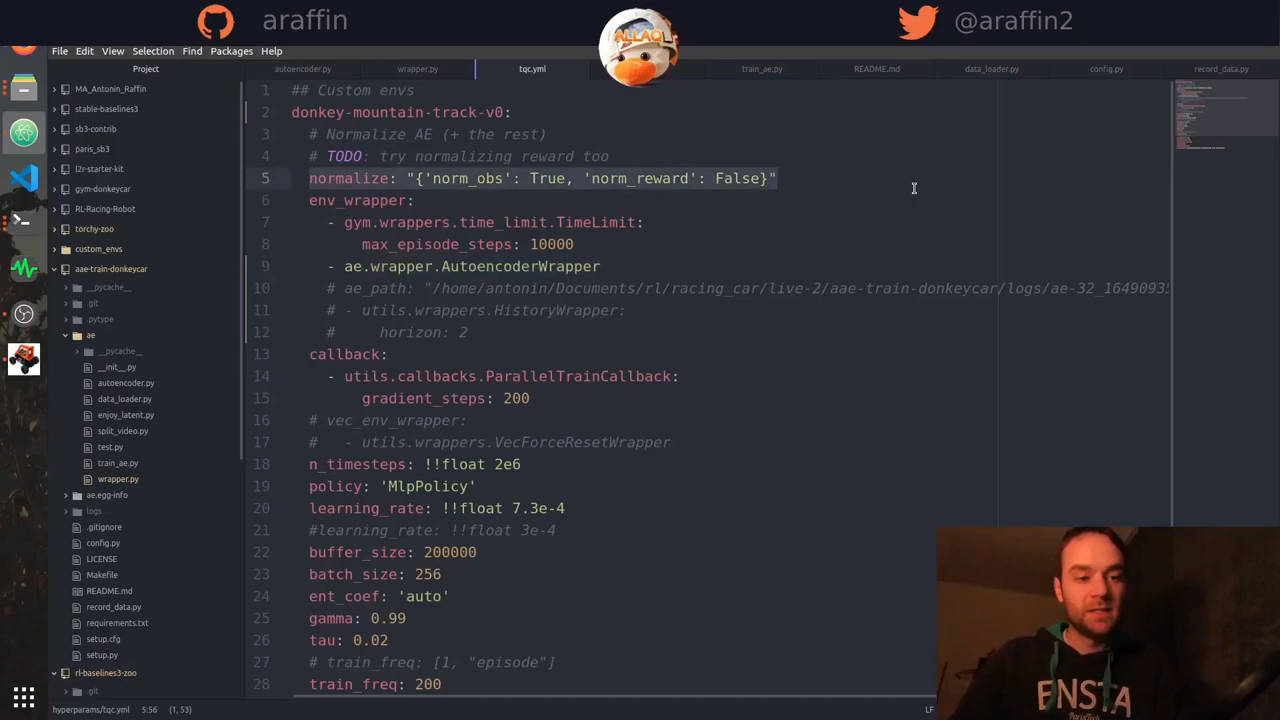 araffin
@araffin2
ALLAQ
File Edit View Selection Find Packages Help
Project
autoencoder.py
wrapper.py
tqc.yml
train_ae.py
README.md
data_loader.py
config.py
record_data.py
MA_Antonin_Raffin
stable-baselines3
sb3-contrib
paris_sb3
l2r-starter-kit
gym-donkeycar
RL-Racing-Robot
torchy-zoo
custom_envs
aae-train-donkeycar
__pycache__
.git
.pytype
ae
__pycache__
__init__.py
autoencoder.py
data_loader.py
enjoy_latent.py
split_video.py
test.py
train_ae.py
wrapper.py
ae.egg-info
logs
.gitignore
config.py
LICENSE
Makefile
README.md
record_data.py
requirements.txt
setup.cfg
setup.py
rl-baselines3-zoo
.git
1 ## Custom envs
2 donkey-mountain-track-v0:
3 # Normalize AE (+ the rest)
4 # TODO: try normalizing reward too
5 normalize: "{'norm_obs': True, 'norm_reward': False}"
6 env_wrapper:
7 - gym.wrappers.time_limit.TimeLimit:
8 max_episode_steps: 10000
9 - ae.wrapper.AutoencoderWrapper
10 # ae_path: "/home/antonin/Documents/rl/racing_car/live-2/aae-train-donkeycar/logs/ae-32_1649093
11 # - utils.wrappers.HistoryWrapper:
12 # horizon: 2
13 callback:
14 - utils.callbacks.ParallelTrainCallback:
15 gradient_steps: 200
16 # vec_env_wrapper:
17 # - utils.wrappers.VecForceResetWrapper
18 n_timesteps: !!float 2e6
19 policy: 'MlpPolicy'
20 learning_rate: !!float 7.3e-4
21 #learning_rate: !!float 3e-4
22 buffer_size: 200000
23 batch_size: 256
24 ent_coef: 'auto'
25 gamma: 0.99
26 tau: 0.02
27 # train_freq: [1, "episode"]
28 train_freq: 200
hyperparams/tqc.yml 5:56 (1, 53)
LF
ENSTA
ParisTech